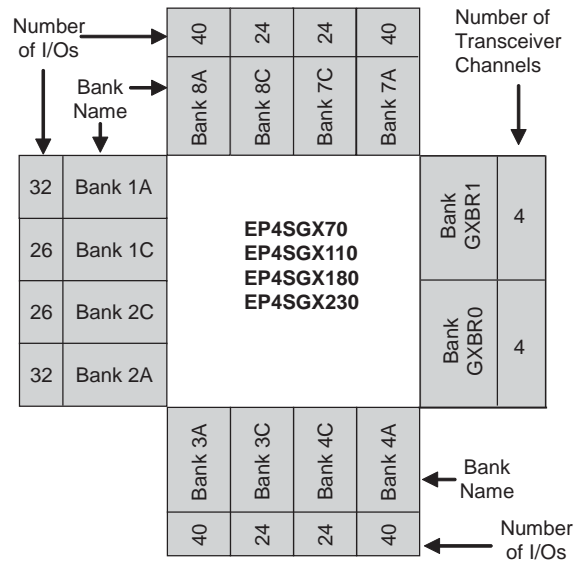 Number
of I/Os
40
24
24
40
Number of
Transceiver
Channels
Bank
Name
Bank 8A
Bank 8C
Bank 7C
Bank 7A
32
Bank 1A
26
Bank 1C
26
Bank 2C
32
Bank 2A
EP4SGX70
EP4SGX110
EP4SGX180
EP4SGX230
Bank
GXBR1
4
Bank
GXBR0
4
Bank 3A
Bank 3C
Bank 4C
Bank 4A
Bank
Name
40
24
24
40
Number
of I/Os